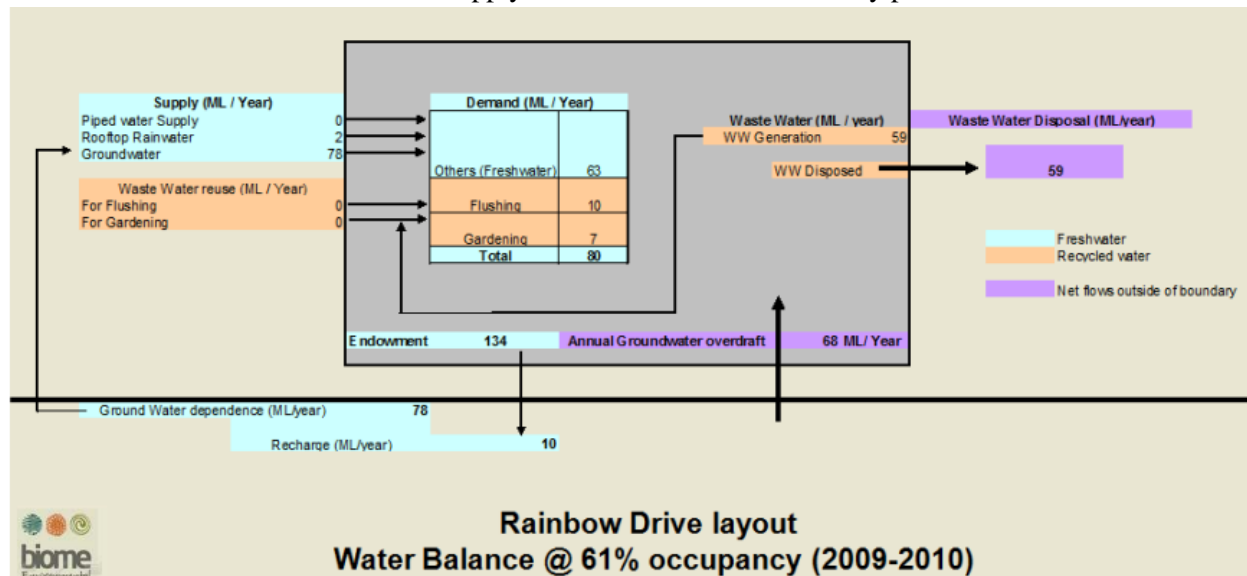 Supply (ML / Year)
Piped water Supply 0
Rooftop Rainwater 2
Groundwater 78
Waste Water reuse (ML / Year)
For Flushing 0
For Gardening 0
Demand (ML / Year)
Others (Freshwater) 63
Flushing 10
Gardening 7
Total 80
Waste Water (ML / year)
WW Generation 59
WW Disposed
Waste Water Disposal (ML/year)
59
Freshwater
Recycled water
Net flows outside of boundary
Endowment 134 Annual Groundwater overdraft 68 ML/ Year
Ground Water dependence (ML/year) 78
Recharge (ML/year) 10
biome
Rainbow Drive layout
Water Balance @ 61% occupancy (2009-2010)